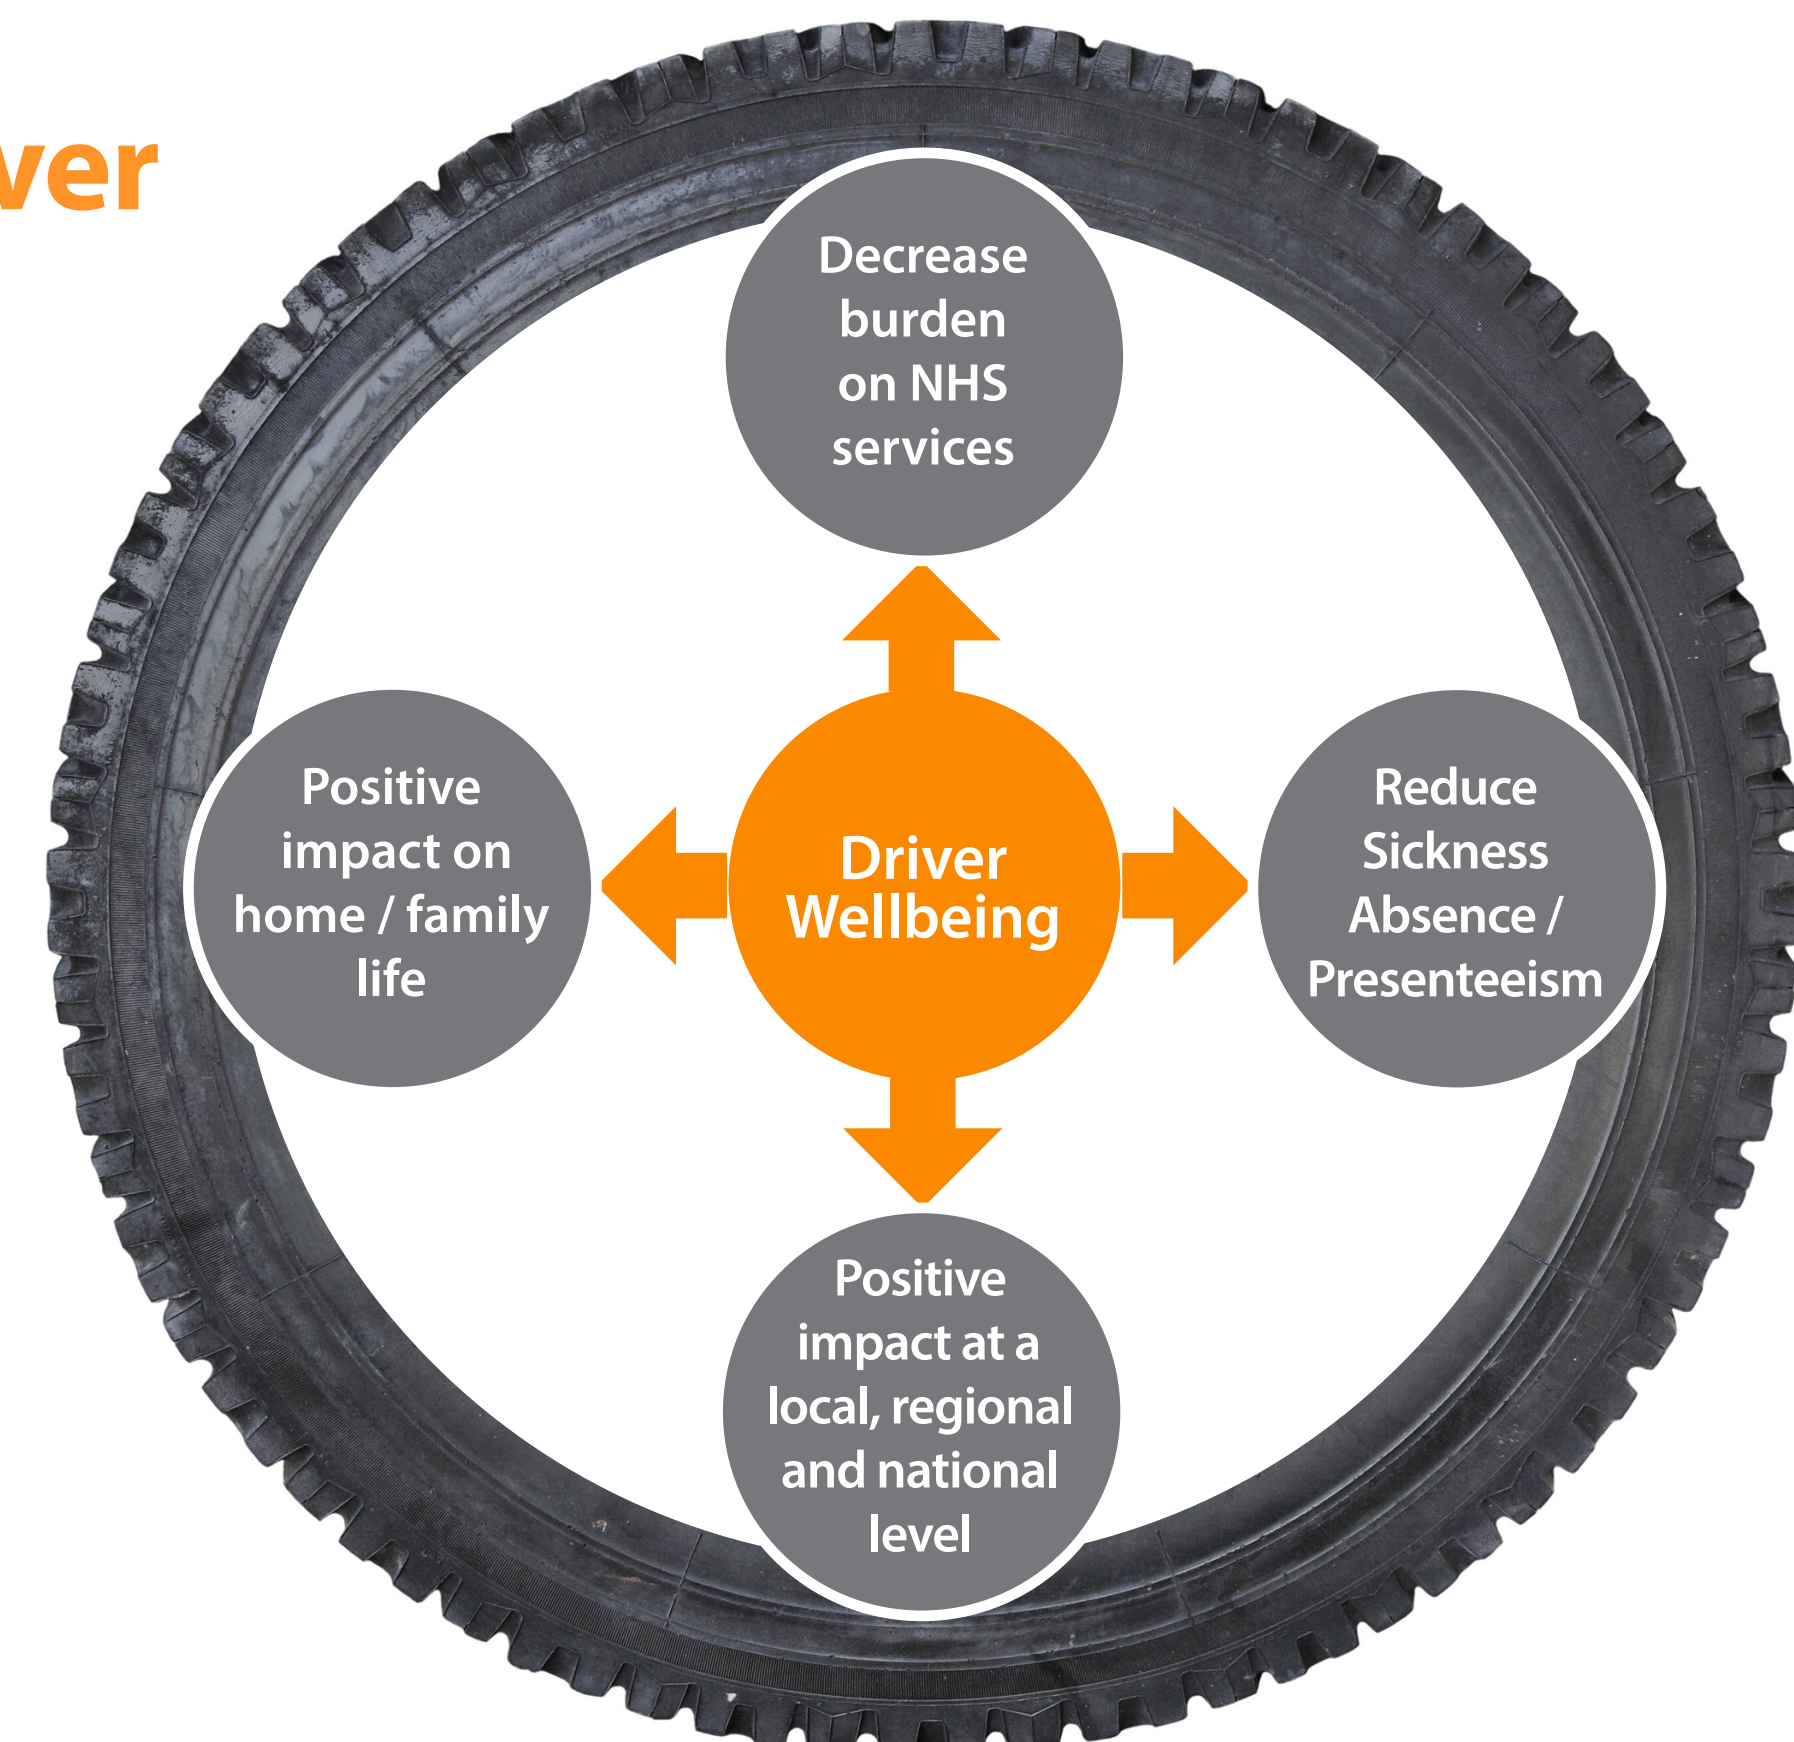 ver
Decrease
burden
on NHS
services
Positive
impact on
home / family
life
Driver
Wellbeing
Reduce
Sickness
Absence /
Presenteeism
Positive
impact at a
local, regional
and national
level